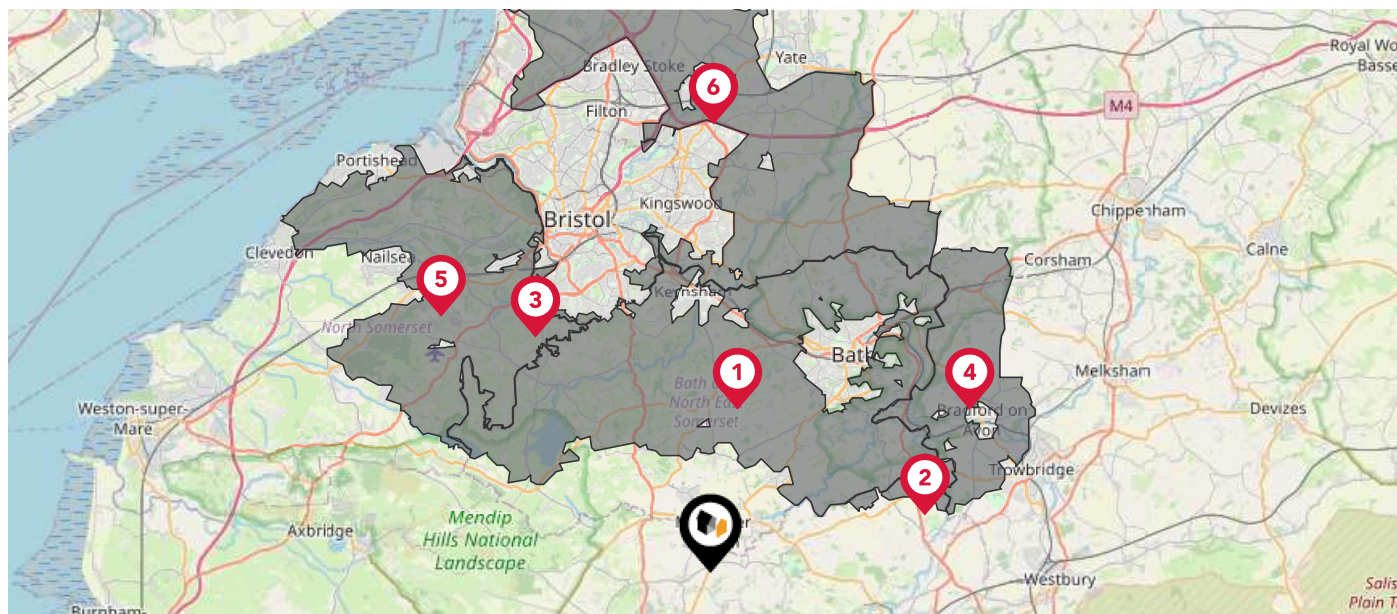 Yate
Royal Wo
Basse
Bradley Stoke
6
M4
Filton
Portishead
Kingswood
Chippenham
Bristol
Clevedon
Nailsea
Calne
Corsham
5
3
Keynsham
North Somerset
Bath
1
4
Melksham
Bath
North East
Somerset
Weston-super-
Mare
Bradford on
Avon
Devizes
Trowbridge
2
Mendip
Hills National
Landscape
Axbridge
Westbury
Salis
Plain T
Burnham-